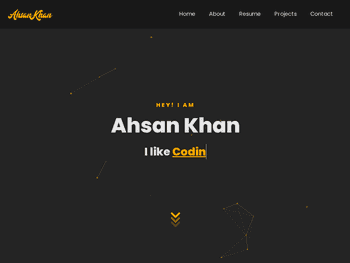 Ahsan Khan
Home About Resume Projects Contact
HEY! I AM
Ahsan Khan
I like Codin